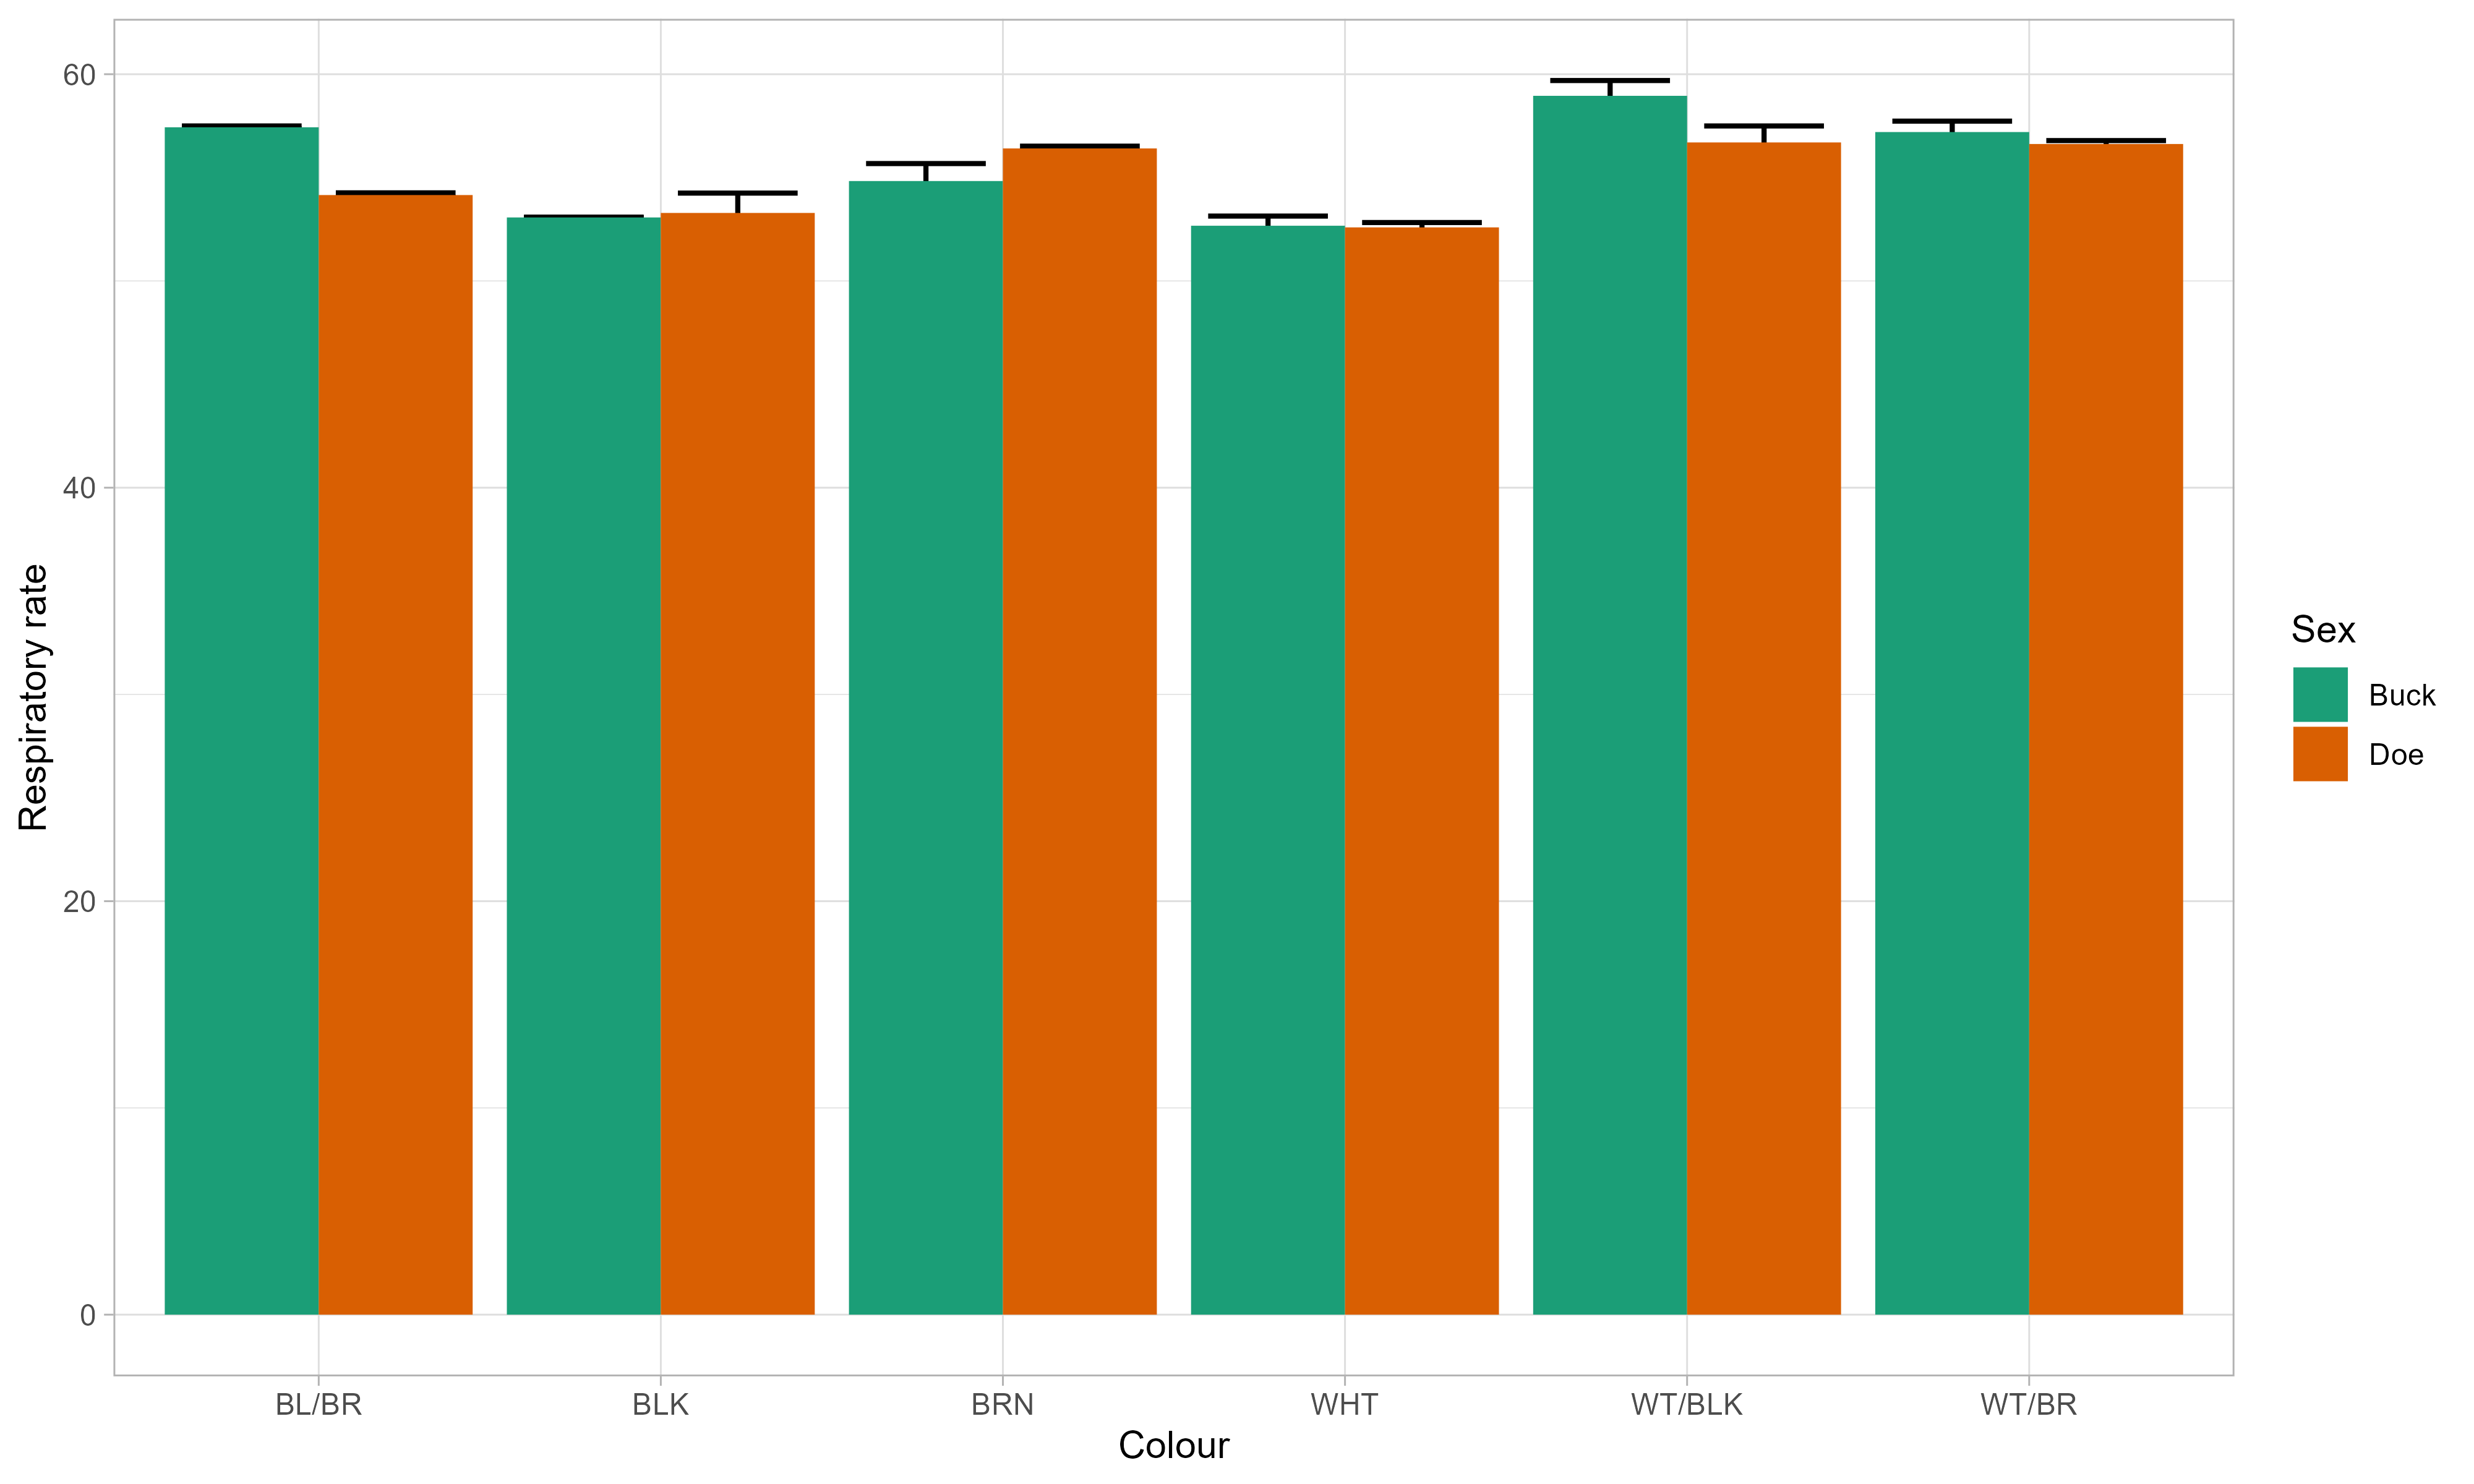 60
40
20
0
Respiratory rate
BL/BR
BLK
BRN
WHT
WT/BLK
WT/BR
Colour
Sex
Buck
Doe